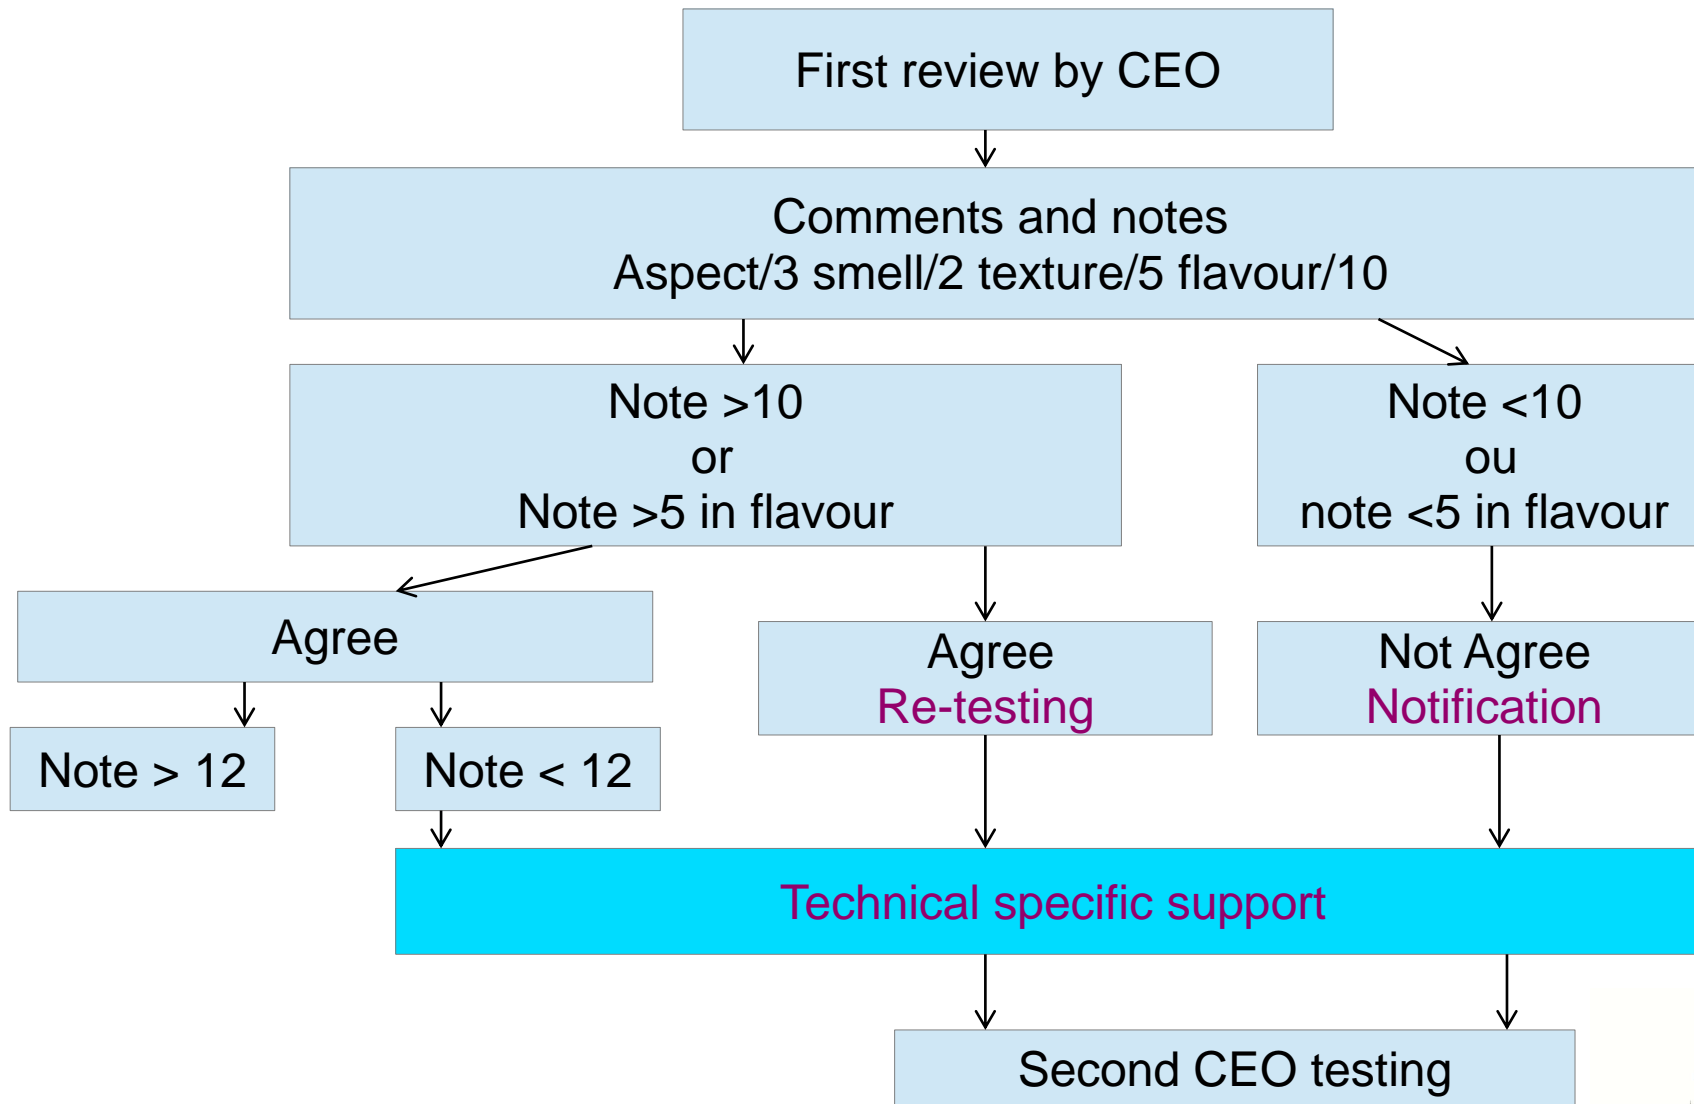 First review by CEO
Comments and notes
Aspect/3 smell/2 texture/5 flavour/10
Note >10
or
Note >5 in flavour
Note <10
ou
note <5 in flavour
Agree
Agree
Re-testing
Not Agree
Notification
Note > 12
Note < 12
Technical specific support
Second CEO testing